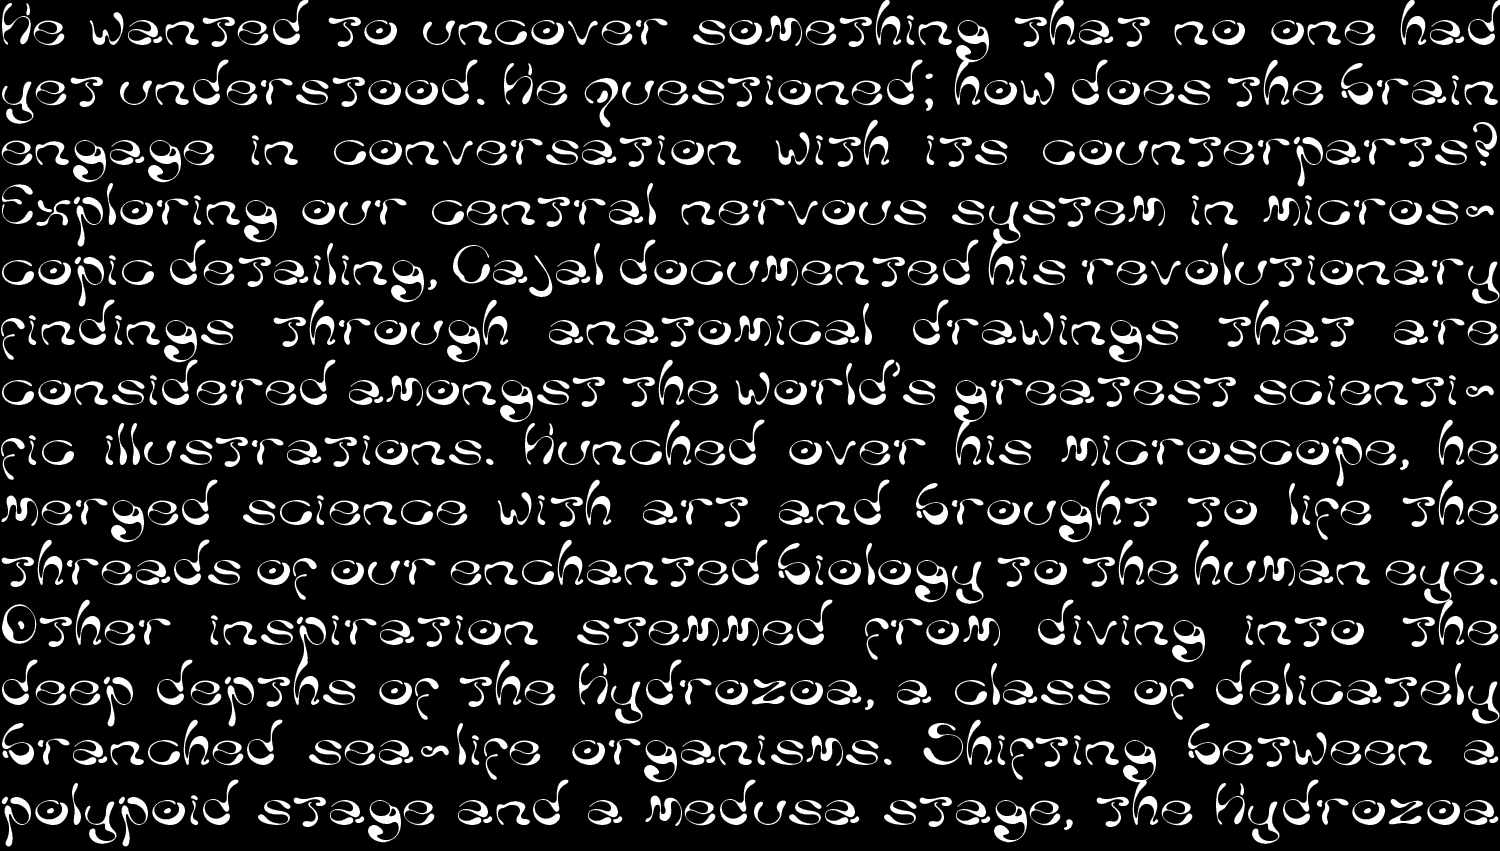 He wanted to uncover something that no one had
yet understood. He questioned; how does the brain
engage in conversation with its counterparts?
Exploring our central nervous system in micros-
copic detailing, Cajal documented his revolutionary
findings through anatomical drawings that are
considered amongst the world's greatest scienti-
fic illustrations. Hunched over his microscope, he
merged science with art and brought to life the
threads of our enchanted biology to the human eye.
Other inspiration stemmed from diving into the
deep depths of the Hydrozoa, a class of delicately
branched sea-life organisms. Shifting between a
polypoid stage and a medusa stage, the Hydrozoa